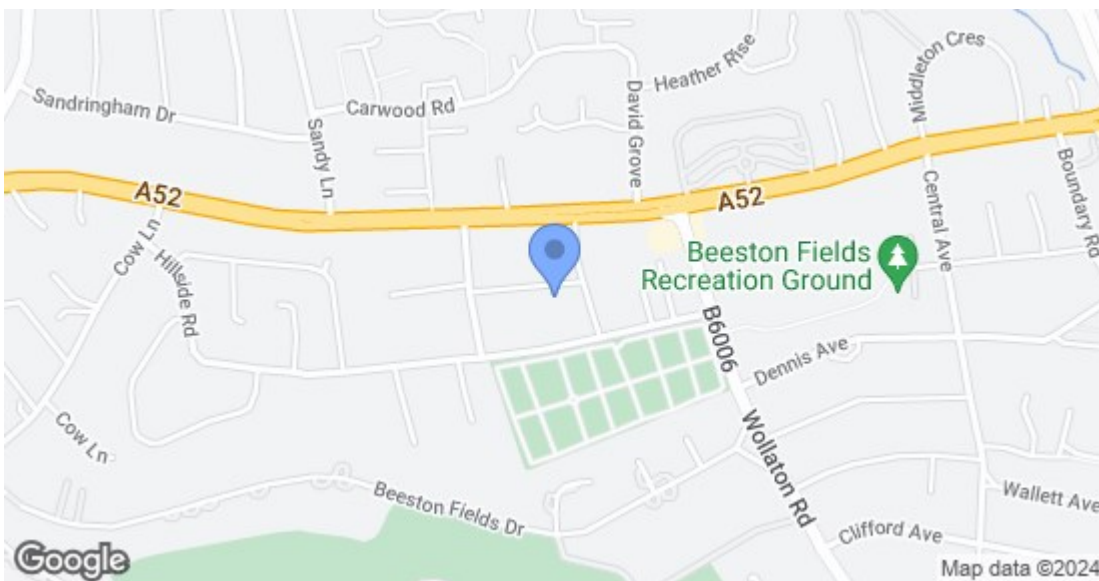 Middleton Cres
Heather Rise
Sandringham Dr
Carwood Rd
David Grove
Sandy Ln
Boundary Rd
A52
A52
Central Ave
Cow Ln
Hillside Rd
Beeston Fields
Recreation Ground
B6006
Dennis Ave
Cow Ln
Wollaton Rd
Beeston Fields Dr
Wallett Ave
Clifford Ave
Google
Map data ©2024